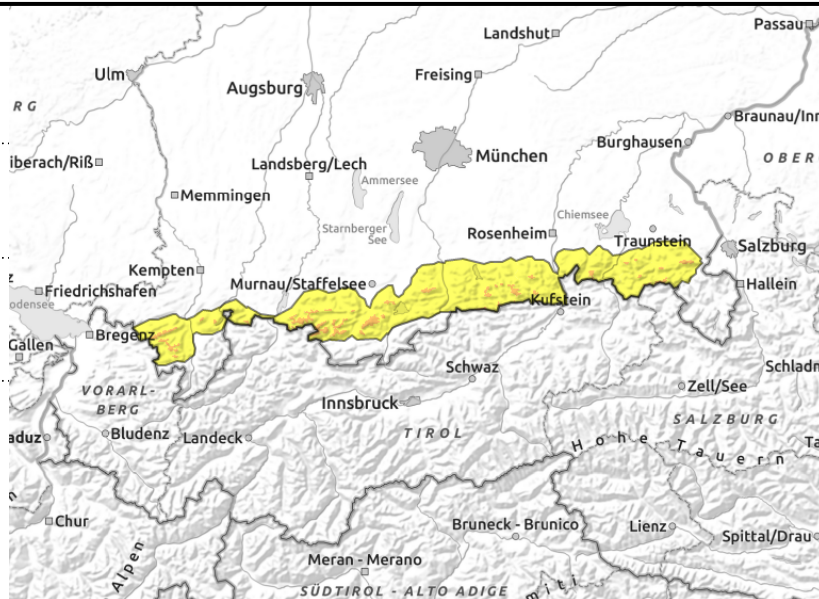 Passau
Landshut
Ulm
Freising
Augsburg
RG
Braunau/Inn
Burghausen
iberach/Riß
Landsberg/Lech
München
OBER
Ammersee
Memmingen
Chiemsee
Starnberger
See
Rosenheim
Traunstein
Salzburg
Kempten
Murnau/Staffelsee
Hallein
Friedrichshafen
odensee
Kufstein
Bregenz
Gallen
Schwaz
Schladm
Zell/See
VORARL-
BERG
Innsbruck
SALZBURG
aduz
Bludenz
Landeck
TIROL
Hohe Tauern
Ta
Chur
Bruneck - Brunico
Lienz
Spittal/Drau
Alpen
Meran - Merano
SÜDTIROL - ALTO ADIGE
miti